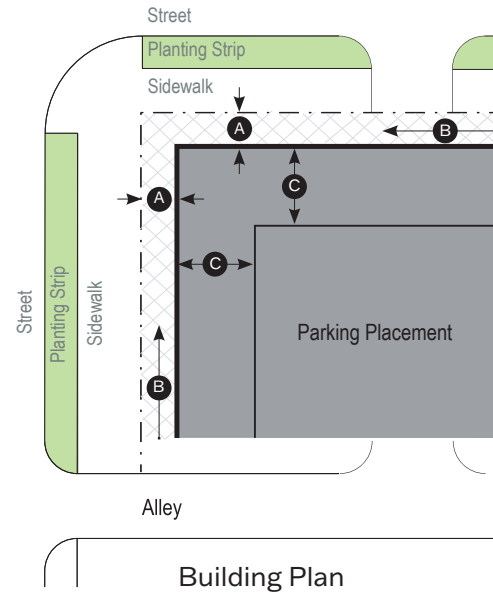 Street
Planting Strip
Sidewalk
A
B
C
A
C
Street
Planting Strip
Sidewalk
Parking Placement
B
Alley
Building Plan